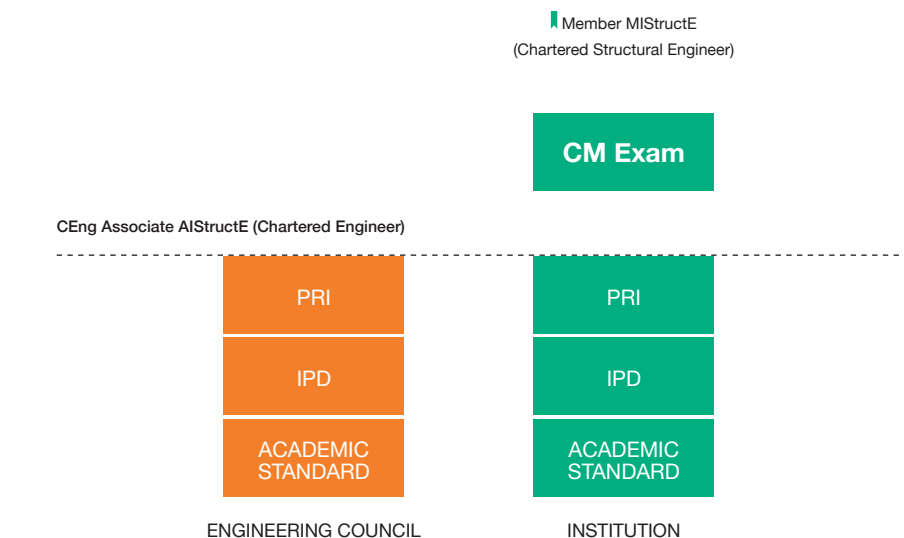 Member MIStructE
(Chartered Structural Engineer)
CM Exam
CEng Associate AIStructE (Chartered Engineer)
PRI
PRI
IPD
IPD
ACADEMIC
STANDARD
ACADEMIC
STANDARD
ENGINEERING COUNCIL
INSTITUTION